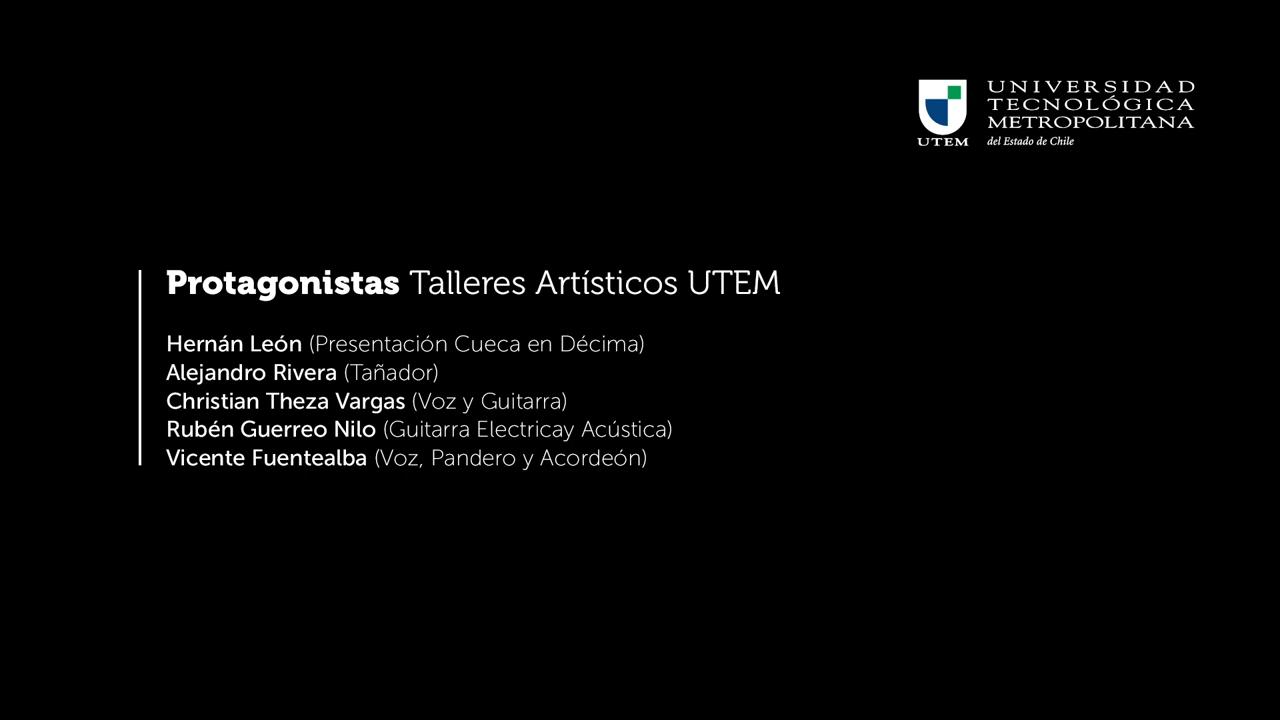 UNIVERSIDAD
TECNOLÓGICA
METROPOLITANA
UTEM
del Estado de Chile
Protagonistas Talleres Artísticos UTEM
Hernán León (Presentación Cueca en Décima)
Alejandro Rivera (Tañador)
Christian Theza Vargas (Voz y Guitarra)
Rubén Guerreo Nilo (Guitarra Electricay Acústica)
Vicente Fuentealba (Voz, Pandero y Acordeón)